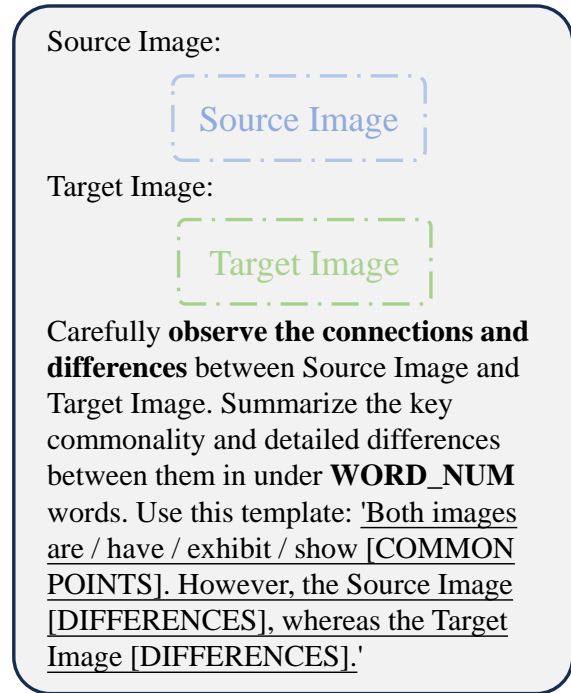 Source Image:
Source Image
Target Image:
Target Image
Carefully observe the connections and
differences between Source Image and
Target Image. Summarize the key
commonality and detailed differences
between them in under WORD_NUM
words. Use this template: 'Both images
are / have / exhibit / show [COMMON
POINTS]. However, the Source Image
[DIFFERENCES], whereas the Target
Image [DIFFERENCES].'